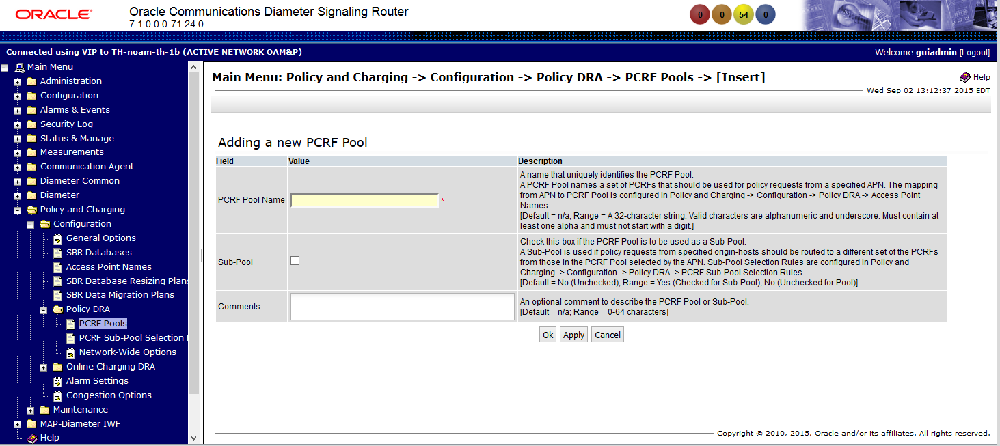 ORACLE®
Oracle Communications Diameter Signaling Router
7.1.0.0.0-71.24.0
0 0 54 0
Connected using VIP to TH-noam-th-1b (ACTIVE NETWORK OAM&P)
Welcome guiadmin [Logout]
Main Menu
Administration
Configuration
Alarms & Events
Security Log
Status & Manage
Measurements
Communication Agent
Diameter Common
Diameter
Policy and Charging
Configuration
General Options
SBR Databases
Access Point Names
SBR Database Resizing Plans
SBR Data Migration Plans
Policy DRA
PCRF Pools
PCRF Sub-Pool Selection
Network-Wide Options
Online Charging DRA
Alarm Settings
Congestion Options
Maintenance
MAP-Diameter IWF
Help
Main Menu: Policy and Charging -> Configuration -> Policy DRA -> PCRF Pools -> [Insert]
Help
Wed Sep 02 13:12:37 2015 EDT
Adding a new PCRF Pool
Field Value Description
PCRF Pool Name *
A name that uniquely identifies the PCRF Pool.
A PCRF Pool names a set of PCRFs that should be used for policy requests from a specified APN. The mapping
from APN to PCRF Pool is configured in Policy and Charging -> Configuration -> Policy DRA -> Access Point
Names.
[Default = n/a; Range = A 32-character string. Valid characters are alphanumeric and underscore. Must contain at
least one alpha and must not start with a digit.]
Sub-Pool
Check this box if the PCRF Pool is to be used as a Sub-Pool.
A Sub-Pool is used if policy requests from specified origin-hosts should be routed to a different set of the PCRFs
from those in the PCRF Pool selected by the APN. Sub-Pool Selection Rules are configured in Policy and
Charging -> Configuration -> Policy DRA -> PCRF Sub-Pool Selection Rules.
[Default = No (Unchecked); Range = Yes (Checked for Sub-Pool), No (Unchecked for Pool)]
Comments
An optional comment to describe the PCRF Pool or Sub-Pool.
[Default = n/a; Range = 0-64 characters]
Ok Apply Cancel
Copyright © 2010, 2015, Oracle and/or its affiliates. All rights reserved.